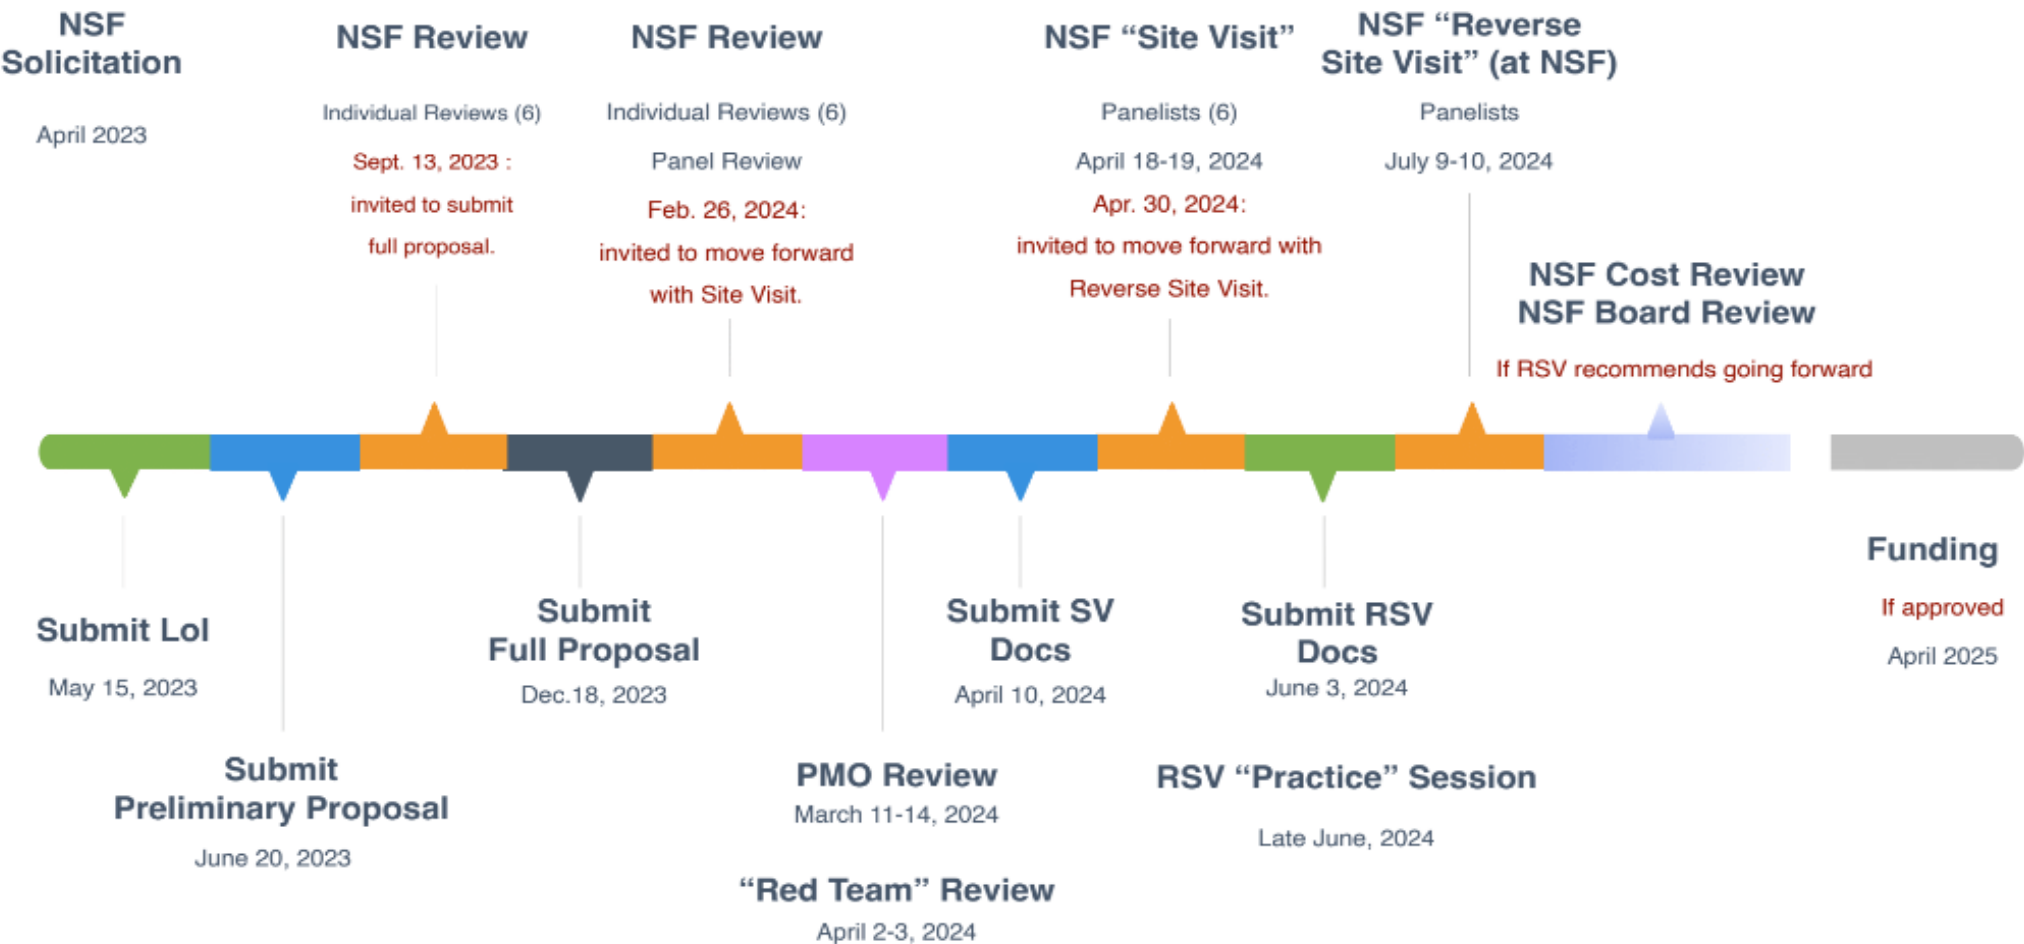 NSF
Solicitation
April 2023
NSF Review
Individual Reviews (6)
Sept. 13, 2023 :
invited to submit
full proposal.
NSF Review
Individual Reviews (6)
Panel Review
Feb. 26, 2024:
invited to move forward
with Site Visit.
NSF “Site Visit”
Panelists (6)
April 18-19, 2024
Apr. 30, 2024:
invited to move forward with
Reverse Site Visit.
NSF “Reverse
Site Visit” (at NSF)
Panelists
July 9-10, 2024
NSF Cost Review
NSF Board Review
If RSV recommends going forward
Submit LoI
May 15, 2023
Submit
Preliminary Proposal
June 20, 2023
Submit
Full Proposal
Dec.18, 2023
PMO Review
March 11-14, 2024
“Red Team” Review
April 2-3, 2024
Submit SV
Docs
April 10, 2024
Submit RSV
Docs
June 3, 2024
RSV “Practice” Session
Late June, 2024
Funding
If approved
April 2025